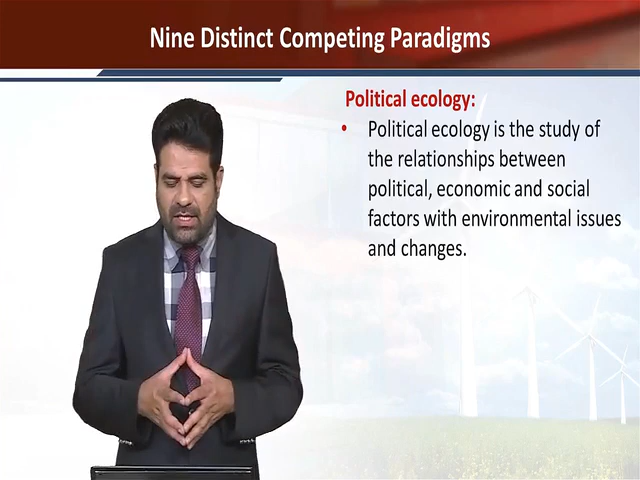 Nine Distinct Competing Paradigms
Political ecology:
• Political ecology is the study of
the relationships between
political, economic and social
factors with environmental issues
and changes.